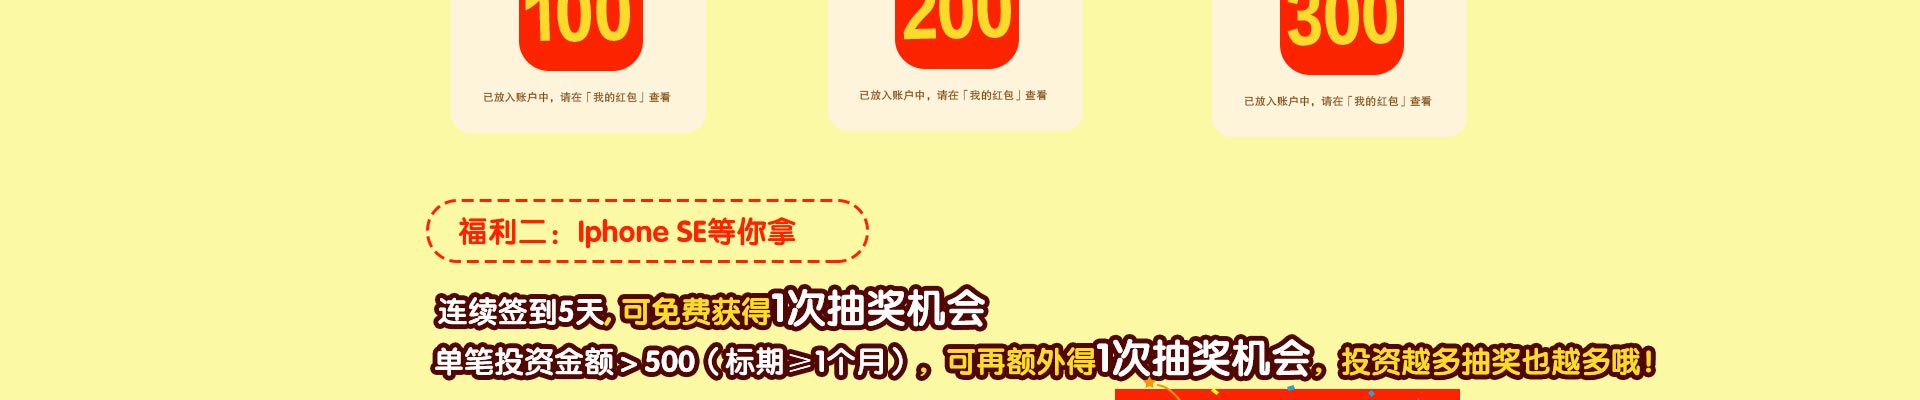 100 200 300
已放入账户中，请在「我的红包」查看 已放入账户中，请在「我的红包」查看 已放入账户中，请在「我的红包」查看
福利二：Iphone SE等你拿
连续签到5天，可免费获得1次抽奖机会
单笔投资金额＞500（标期≥1个月），可再额外得1次抽奖机会，投资越多抽奖也越多哦！